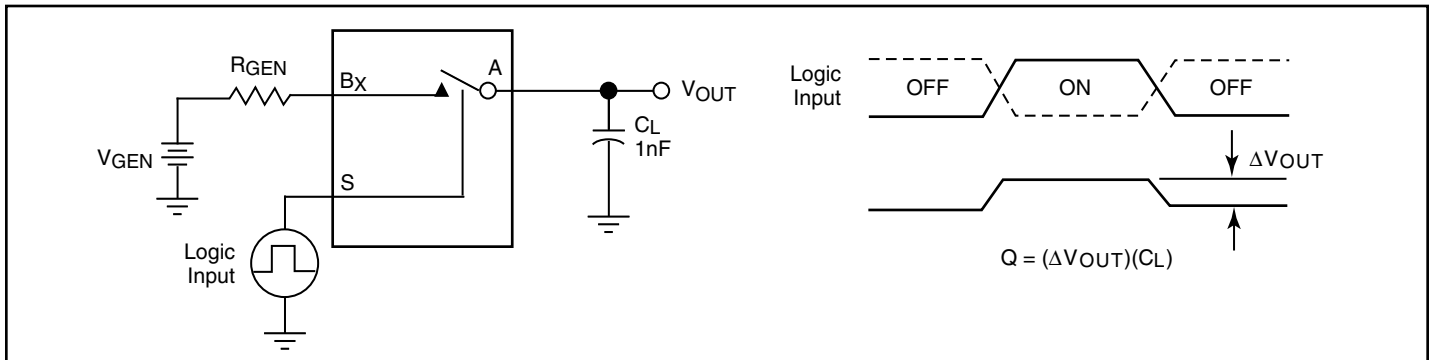 RGEN
BX
A
VOUT
CL
1nF
VGEN
S
Logic
Input
Logic
Input
OFF
ON
OFF
ΔVOUT
Q = (ΔVOUT)(CL)